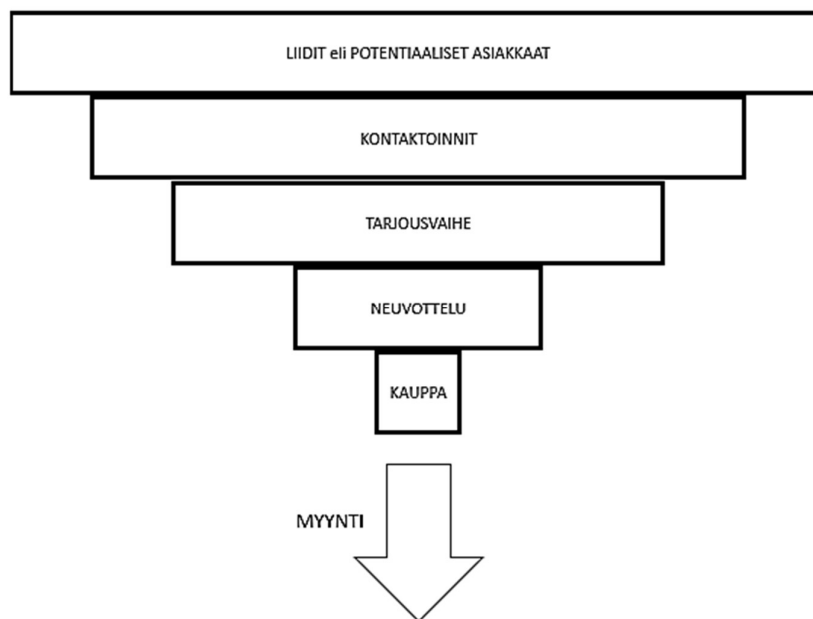 LIIDIT eli POTENTIAALISET ASIAKKAAT
KONTAKTOINNIT
TARJOUSVAIHE
NEUVOTTELU
KAUPPA
MYYNTI